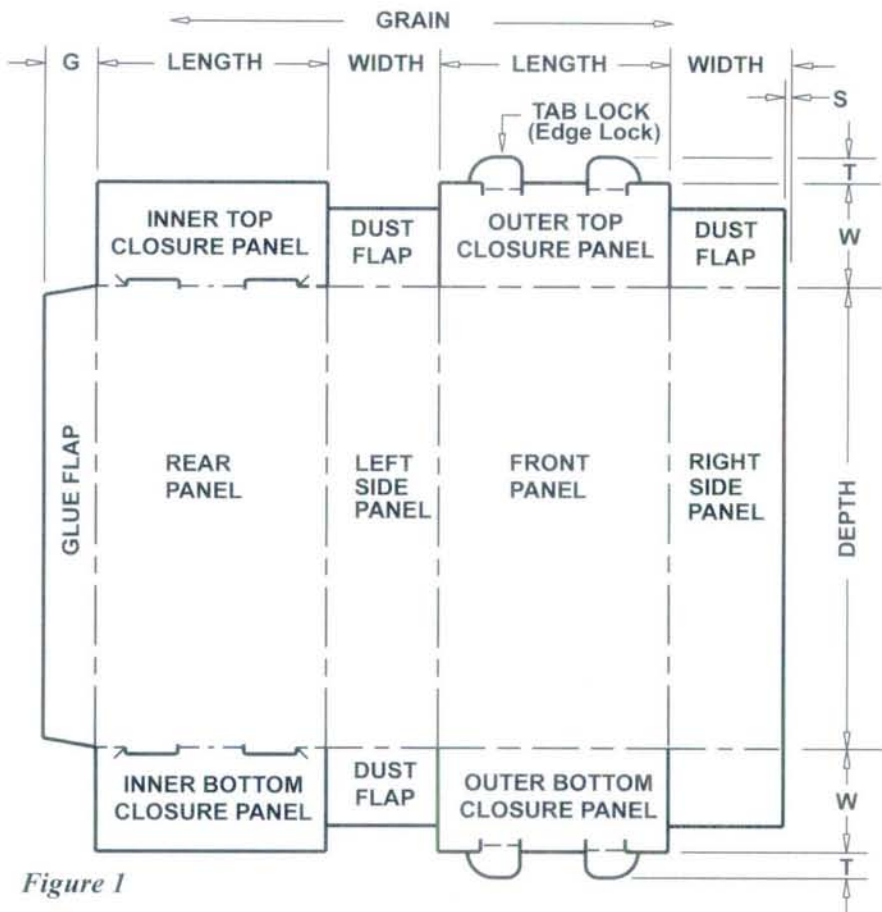 GRAIN
G
LENGTH
WIDTH
LENGTH
WIDTH
S
TAB LOCK
(Edge Lock)
T
INNER TOP
CLOSURE PANEL
DUST
FLAP
OUTER TOP
CLOSURE PANEL
DUST
FLAP
W
GLUE FLAP
REAR
PANEL
LEFT
SIDE
PANEL
FRONT
PANEL
RIGHT
SIDE
PANEL
DEPTH
INNER BOTTOM
CLOSURE PANEL
DUST
FLAP
OUTER BOTTOM
CLOSURE PANEL
W
T
Figure 1